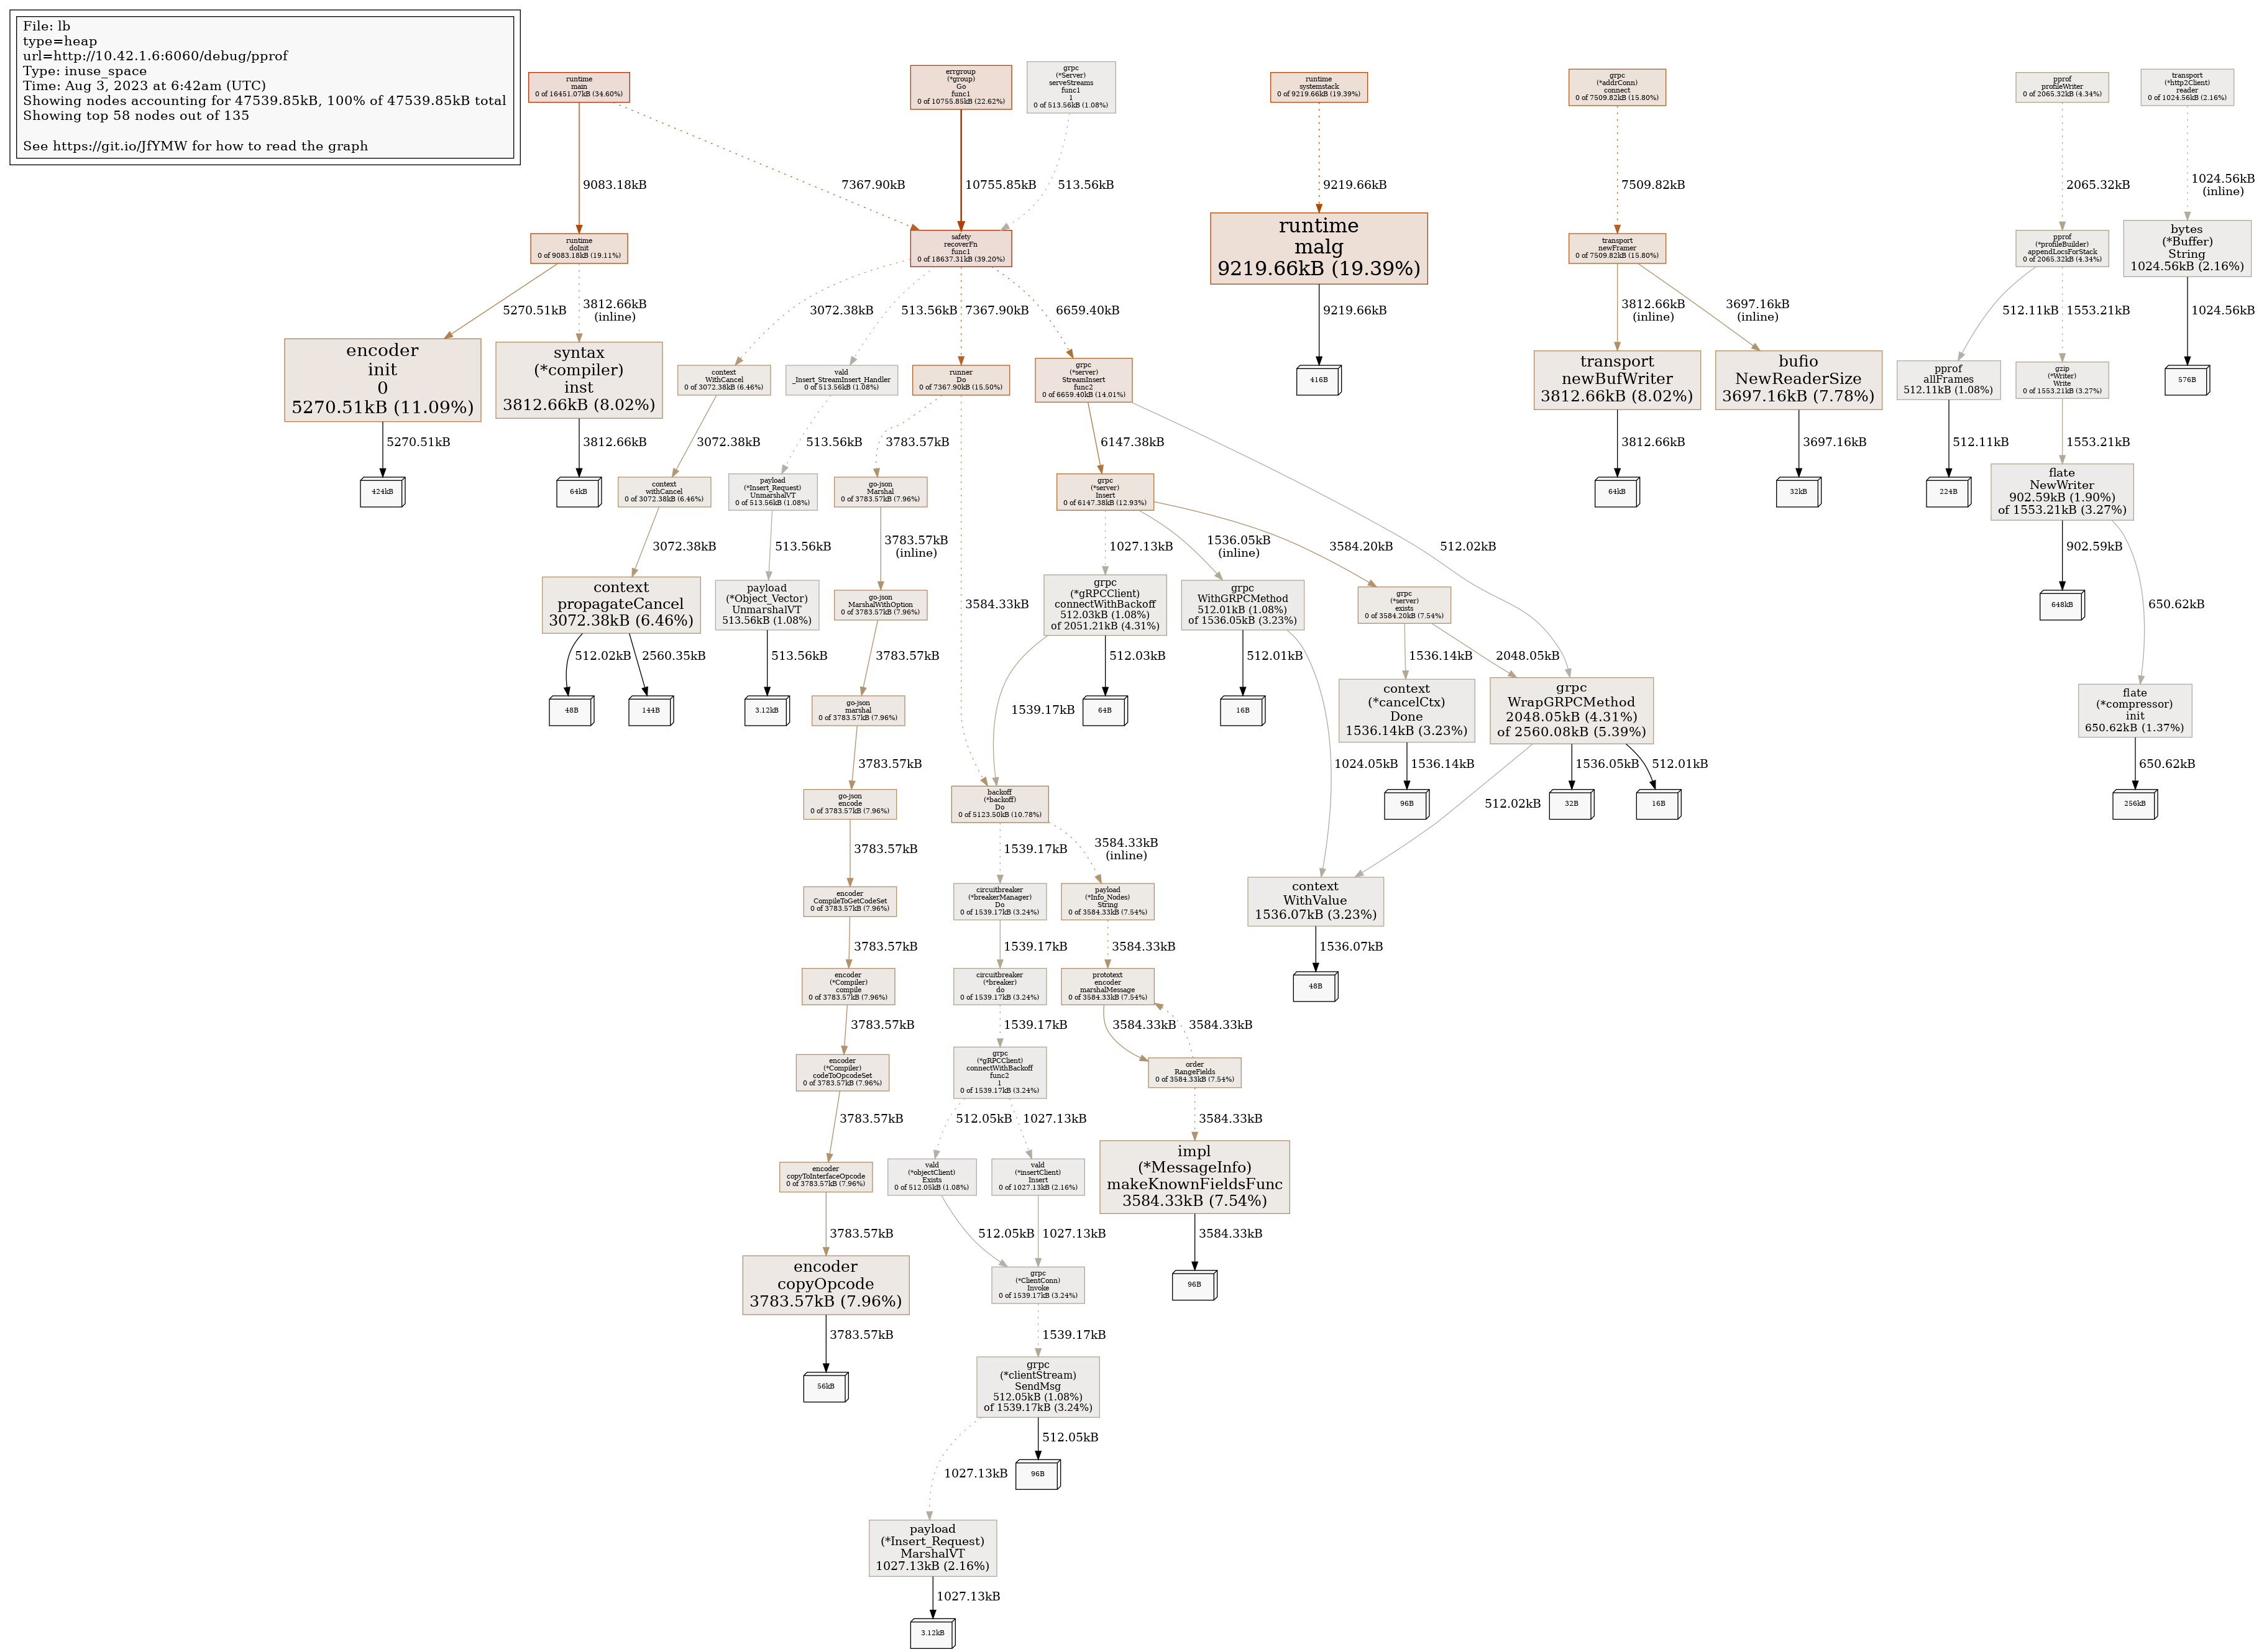 File: lb
type=heap
url=http://10.42.1.6:6060/debug/pprof
Type: inuse_space
Time: Aug 3, 2023 at 6:42am (UTC)
Showing nodes accounting for 47539.85kB, 100% of 47539.85kB total
Showing top 58 nodes out of 135
See https://git.io/JfYMW for how to read the graph
runtime
main
0 of 16451.07kB (34.60%)
errgroup
(*group)
Go
func1
0 of 10755.85kB (22.62%)
grpc
(*Server)
serveStreams
func1
1
0 of 513.56kB (1.08%)
runtime
systemstack
0 of 9219.66kB (19.39%)
grpc
(*addrConn)
connect
0 of 7509.82kB (15.80%)
pprof
profileWriter
0 of 2065.32kB (4.34%)
transport
(*http2Client)
reader
0 of 1024.56kB (2.16%)
9083.18kB
7367.90kB
10755.85kB
513.56kB
9219.66kB
7509.82kB
2065.32kB
1024.56kB
(inline)
runtime
doInit
0 of 9083.18kB (19.11%)
safety
recoverFn
func1
0 of 18637.31kB (39.20%)
runtime
malg
9219.66kB (19.39%)
transport
newFramer
0 of 7509.82kB (15.80%)
pprof
(*profileBuilder)
appendLocsForStack
0 of 2065.32kB (4.34%)
bytes
(*Buffer)
String
1024.56kB (2.16%)
5270.51kB
3812.66kB
(inline)
3072.38kB
513.56kB
7367.90kB
6659.40kB
9219.66kB
3812.66kB
(inline)
3697.16kB
(inline)
512.11kB
1553.21kB
1024.56kB
encoder
init
0
5270.51kB (11.09%)
syntax
(*compiler)
inst
3812.66kB (8.02%)
context
WithCancel
0 of 3072.38kB (6.46%)
vald
_Insert_StreamInsert_Handler
0 of 513.56kB (1.08%)
runner
Do
0 of 7367.90kB (15.50%)
grpc
(*server)
StreamInsert
func2
0 of 6659.40kB (14.01%)
416B
transport
newBufWriter
3812.66kB (8.02%)
bufio
NewReaderSize
3697.16kB (7.78%)
pprof
allFrames
512.11kB (1.08%)
gzip
(*Writer)
Write
0 of 1553.21kB (3.27%)
576B
5270.51kB
3812.66kB
3072.38kB
513.56kB
3783.57kB
6147.38kB
3812.66kB
3697.16kB
512.11kB
1553.21kB
424kB
64kB
context
withCancel
0 of 3072.38kB (6.46%)
payload
(*Insert_Request)
UnmarshalVT
0 of 513.56kB (1.08%)
go-json
Marshal
0 of 3783.57kB (7.96%)
grpc
(*server)
Insert
0 of 6147.38kB (12.93%)
64kB
32kB
224B
flate
NewWriter
902.59kB (1.90%)
of 1553.21kB (3.27%)
3072.38kB
513.56kB
3783.57kB
(inline)
1027.13kB
1536.05kB
(inline)
3584.20kB
512.02kB
902.59kB
context
propagateCancel
3072.38kB (6.46%)
payload
(*Object_Vector)
UnmarshalVT
513.56kB (1.08%)
go-json
MarshalWithOption
0 of 3783.57kB (7.96%)
3584.33kB
grpc
(*gRPCClient)
connectWithBackoff
512.03kB (1.08%)
of 2051.21kB (4.31%)
grpc
WithGRPCMethod
512.01kB (1.08%)
of 1536.05kB (3.23%)
grpc
(*server)
exists
0 of 3584.20kB (7.54%)
648kB
650.62kB
512.02kB
2560.35kB
513.56kB
3783.57kB
512.03kB
512.01kB
1536.14kB
2048.05kB
48B
144B
3.12kB
go-json
marshal
0 of 3783.57kB (7.96%)
1539.17kB
64B
16B
context
(*cancelCtx)
Done
1536.14kB (3.23%)
grpc
WrapGRPCMethod
2048.05kB (4.31%)
of 2560.08kB (5.39%)
flate
(*compressor)
init
650.62kB (1.37%)
3783.57kB
1024.05kB
1536.14kB
1536.05kB
512.01kB
650.62kB
go-json
encode
0 of 3783.57kB (7.96%)
backoff
(*backoff)
Do
0 of 5123.50kB (10.78%)
512.02kB
96B
32B
16B
256kB
3783.57kB
1539.17kB
3584.33kB
(inline)
encoder
CompileToGetCodeSet
0 of 3783.57kB (7.96%)
circuitbreaker
(*breakerManager)
Do
0 of 1539.17kB (3.24%)
payload
(*Info_Nodes)
String
0 of 3584.33kB (7.54%)
context
WithValue
1536.07kB (3.23%)
3783.57kB
1539.17kB
3584.33kB
1536.07kB
encoder
(*Compiler)
compile
0 of 3783.57kB (7.96%)
circuitbreaker
(*breaker)
do
0 of 1539.17kB (3.24%)
prototext
encoder
marshalMessage
0 of 3584.33kB (7.54%)
48B
3783.57kB
1539.17kB
3584.33kB
3584.33kB
encoder
(*Compiler)
codeToOpcodeSet
0 of 3783.57kB (7.96%)
grpc
(*gRPCClient)
connectWithBackoff
func2
1
0 of 1539.17kB (3.24%)
order
RangeFields
0 of 3584.33kB (7.54%)
3783.57kB
512.05kB
1027.13kB
3584.33kB
encoder
copyToInterfaceOpcode
0 of 3783.57kB (7.96%)
vald
(*objectClient)
Exists
0 of 512.05kB (1.08%)
vald
(*insertClient)
Insert
0 of 1027.13kB (2.16%)
impl
(*MessageInfo)
makeKnownFieldsFunc
3584.33kB (7.54%)
3783.57kB
512.05kB
1027.13kB
3584.33kB
encoder
copyOpcode
3783.57kB (7.96%)
grpc
(*ClientConn)
Invoke
0 of 1539.17kB (3.24%)
96B
3783.57kB
1539.17kB
56kB
grpc
(*clientStream)
SendMsg
512.05kB (1.08%)
of 1539.17kB (3.24%)
512.05kB
1027.13kB
96B
payload
(*Insert_Request)
MarshalVT
1027.13kB (2.16%)
1027.13kB
3.12kB